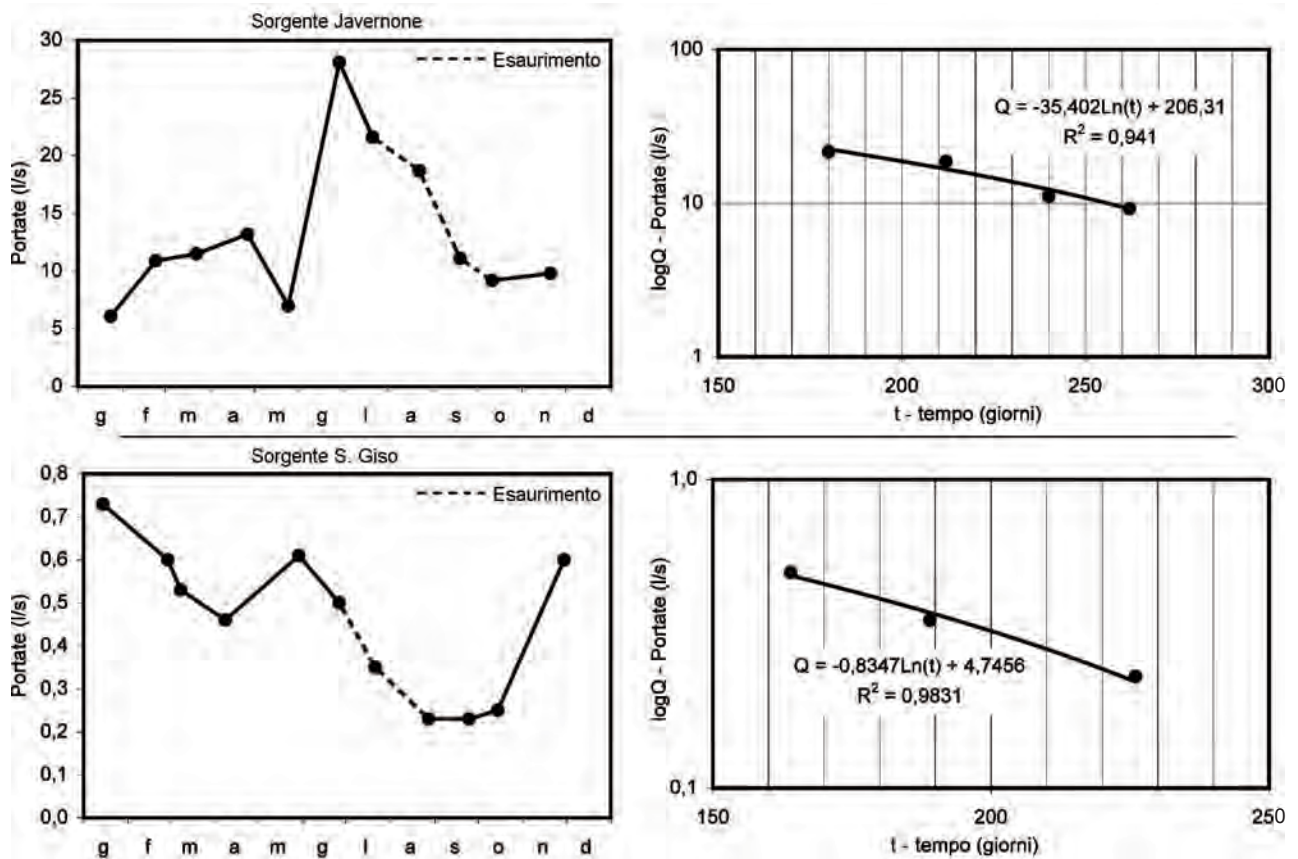 Sorgente Javernone
Portate (l/s)
30
25
20
15
10
5
0
Esaurimento
g f m a m g l a s o n d
logQ - Portate (l/s)
100
10
1
Q = -35,402Ln(t) + 206,31
R² = 0,941
150 200 250 300
t - tempo (giorni)
Sorgente S. Giso
Portate (l/s)
0,8
0,7
0,6
0,5
0,4
0,3
0,2
0,1
0,0
Esaurimento
g f m a m g l a s o n d
logQ - Portate (l/s)
1,0
0,1
Q = -0,8347Ln(t) + 4,7456
R² = 0,9831
150 200 250
t - tempo (giorni)